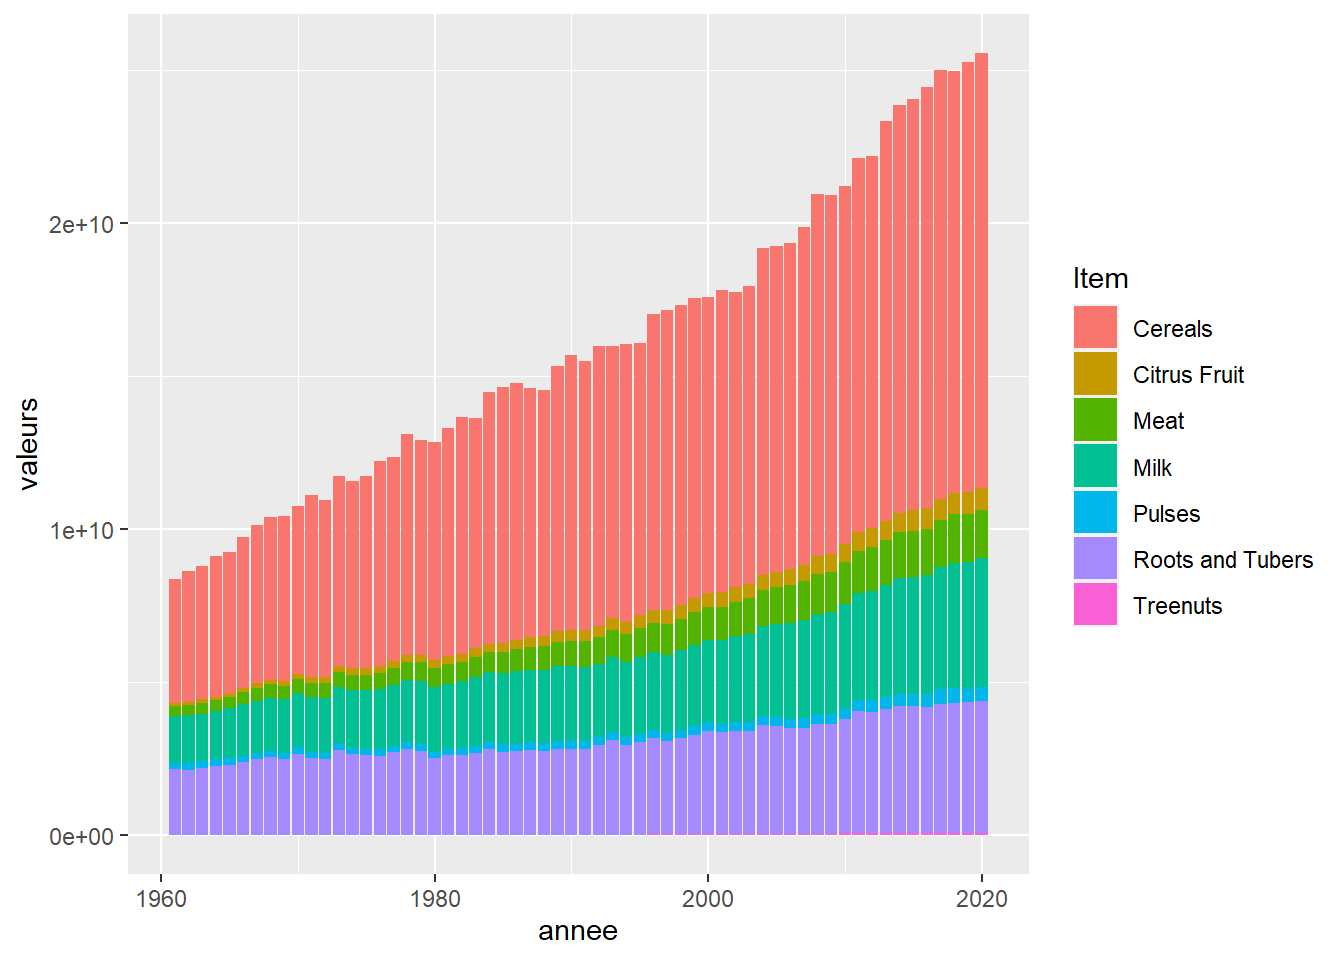 valeurs
2e+10
1e+10
0e+00
1960
1980
2000
2020
annee
Item
Cereals
Citrus Fruit
Meat
Milk
Pulses
Roots and Tubers
Treenuts